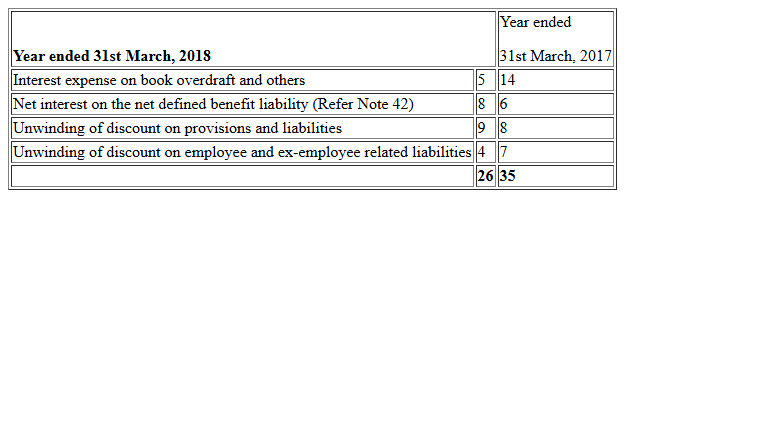 Year ended
Year ended 31st March, 2018 31st March, 2017
Interest expense on book overdraft and others 5 14
Net interest on the net defined benefit liability (Refer Note 42) 8 6
Unwinding of discount on provisions and liabilities 9 8
Unwinding of discount on employee and ex-employee related liabilities 4 7
26 35